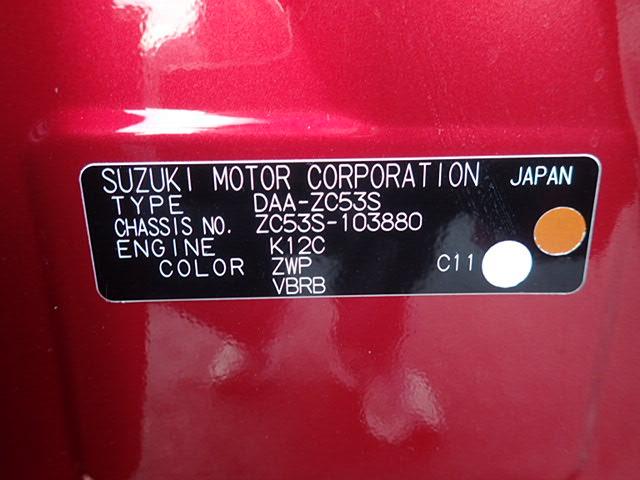 SUZUKI MOTOR CORPORATION JAPAN
TYPE DAA-ZC53S
CHASSIS NO. ZC53S-103880
ENGINE K12C
COLOR ZWP C11
VBRB